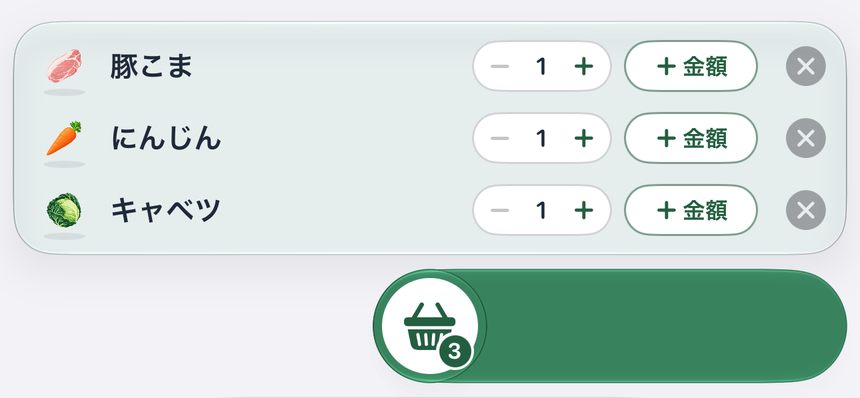 豚こま − 1 + +金額 ×
にんじん − 1 + +金額 ×
キャベツ − 1 + +金額 ×
3